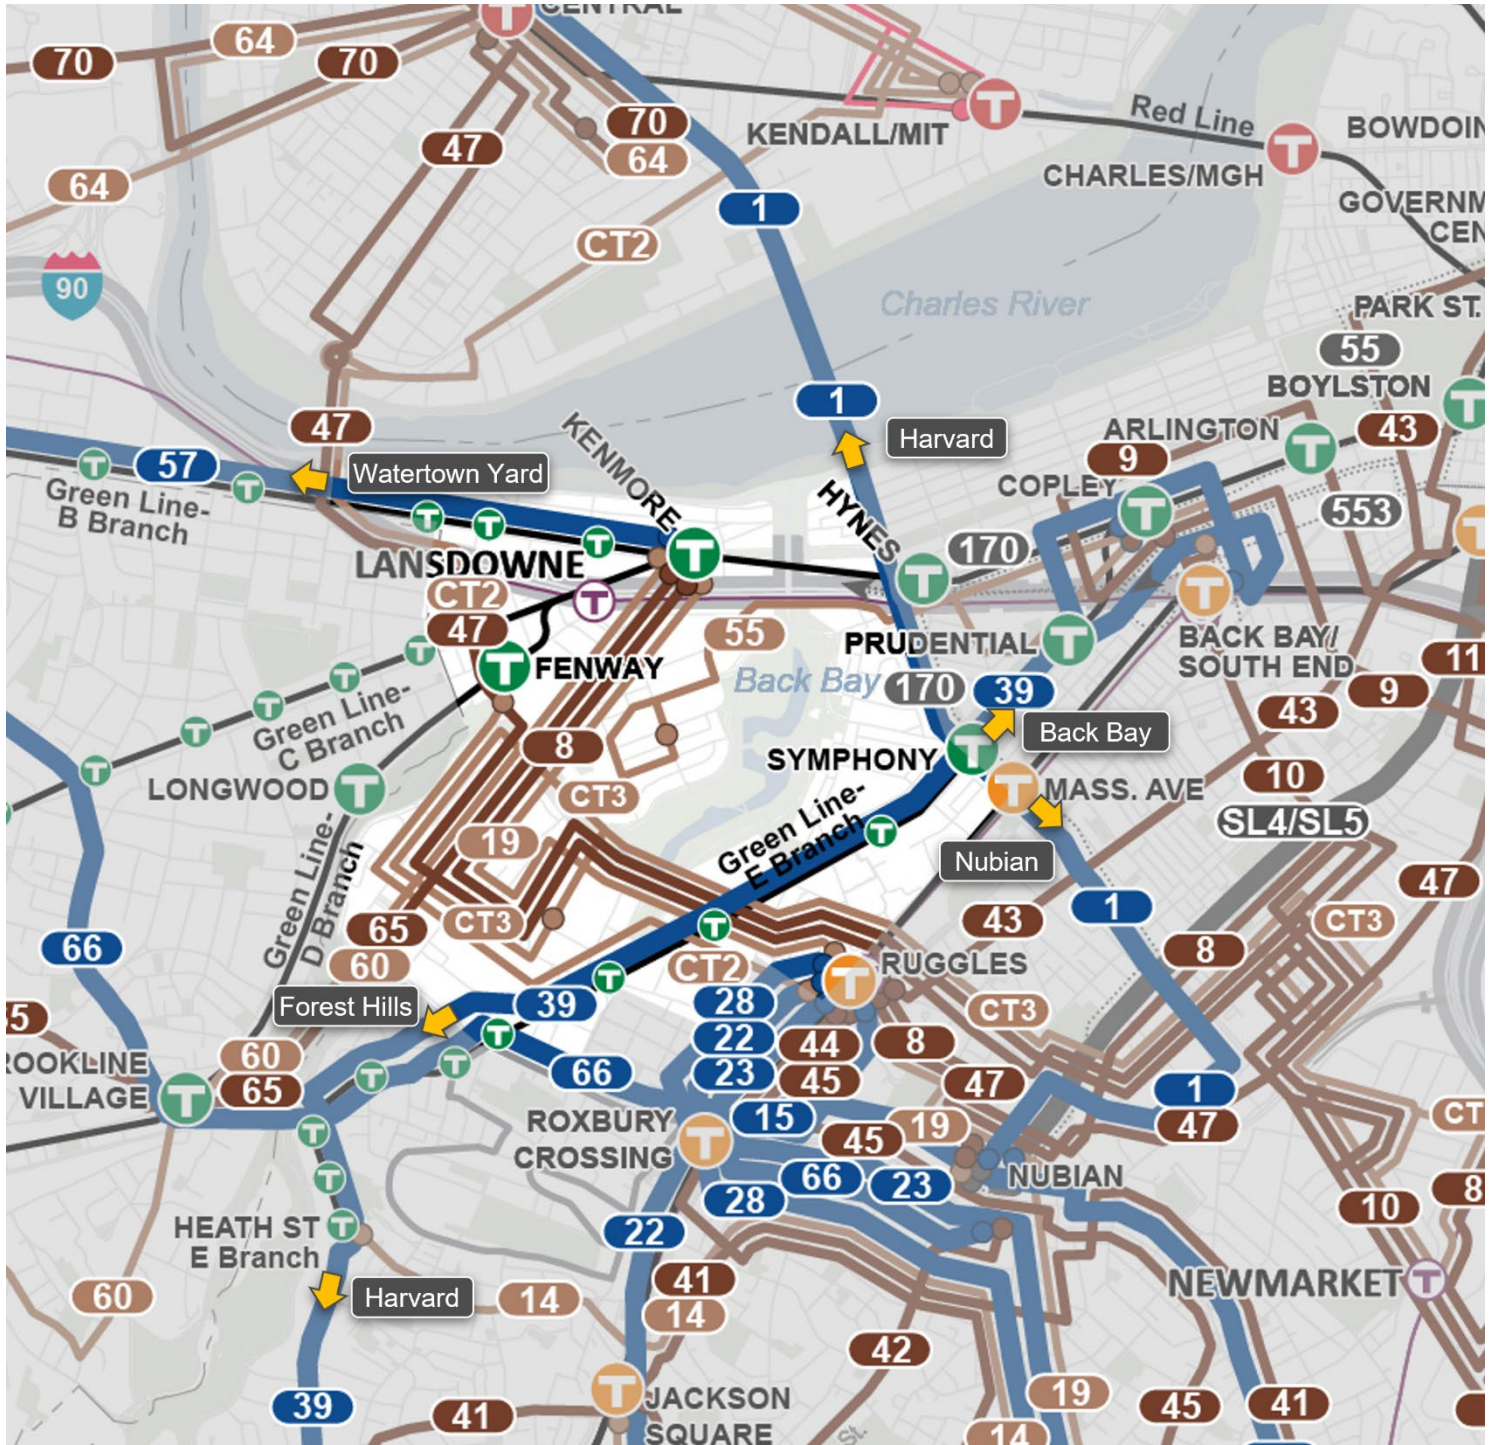 CENTRAL
64
70
70
70
64
47
64
KENDALL/MIT
Red Line
BOWDOIN
CHARLES/MGH
GOVERNM
CEN
1
CT2
90
Charles River
PARK ST.
55
BOYLSTON
1
Harvard
47
ARLINGTON
43
9
57
Watertown Yard
KENMORE
COPLEY
Green Line-
B Branch
HYNES
553
170
LANSDOWNE
CT2
47
55
FENWAY
PRUDENTIAL
BACK BAY/
SOUTH END
11
Back Bay
170
39
9
43
Green Line-
C Branch
8
Back Bay
SYMPHONY
LONGWOOD
MASS. AVE
10
CT3
SL4/SL5
19
Green Line-
E Branch
Nubian
Green Line-
D Branch
47
65
CT3
43
1
CT3
66
60
8
CT2
RUGGLES
Forest Hills
39
28
CT3
55
22
44
8
60
ROOKLINE
VILLAGE
65
66
23
45
47
1
15
ROXBURY
CROSSING
45
19
47
CT
66
23
NUBIAN
28
10
8
HEATH ST
E Branch
22
41
NEWMARKET
60
Harvard
14
14
42
39
41
JACKSON
SQUARE
19
45
41
14
St.